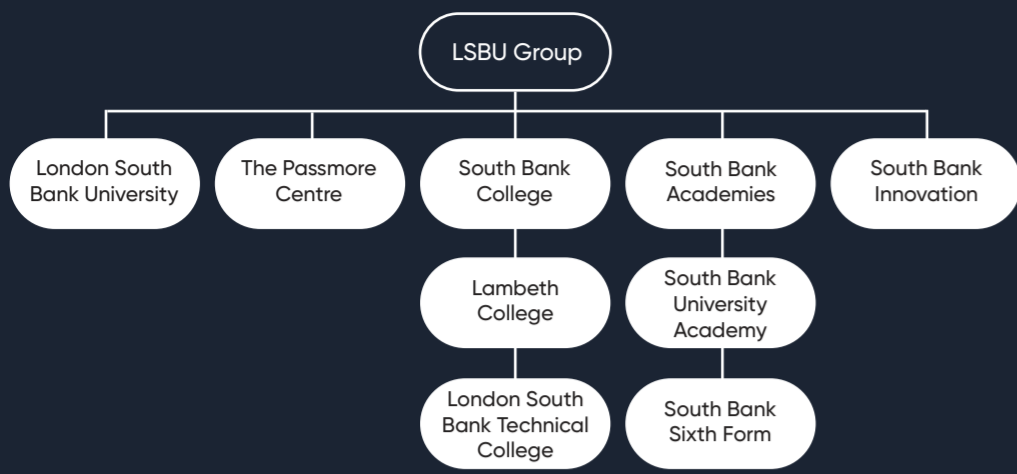 LSBU Group
London South
Bank University
The Passmore
Centre
South Bank
College
South Bank
Academies
South Bank
Innovation
Lambeth
College
South Bank
University
Academy
London South
Bank Technical
College
South Bank
Sixth Form